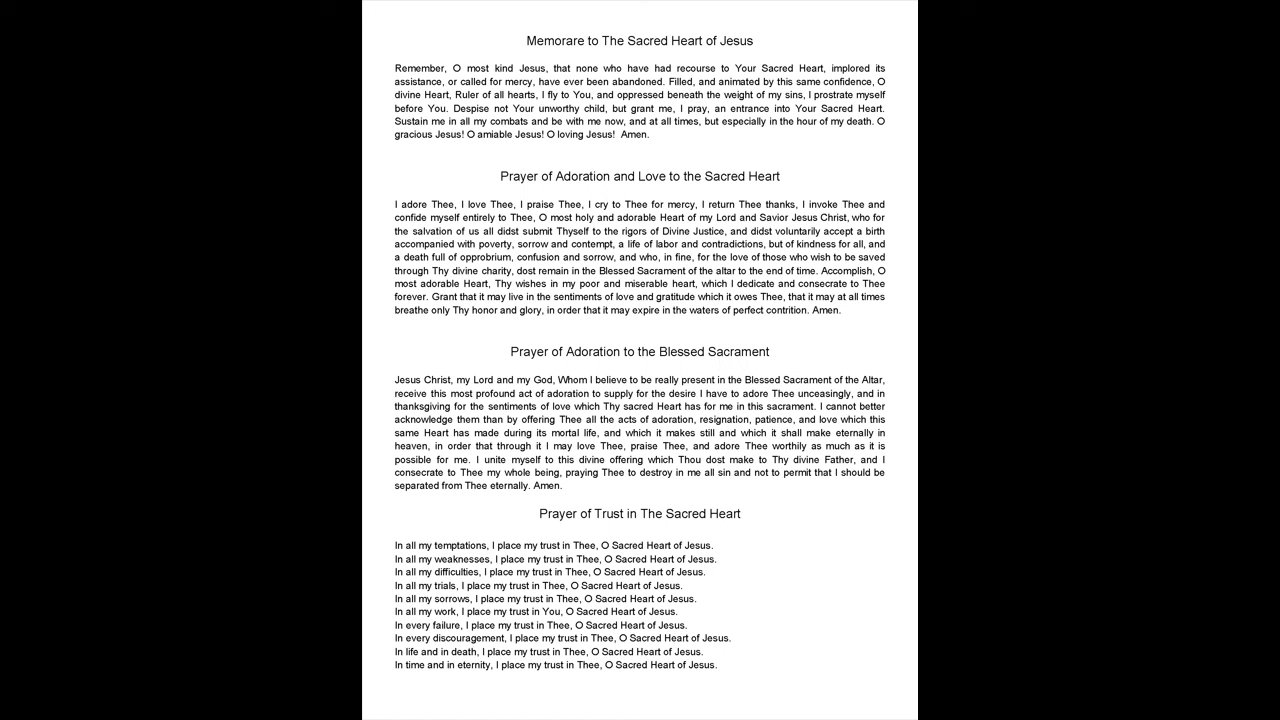 Memorare to The Sacred Heart of Jesus
Remember, O most kind Jesus, that none who have had recourse to Your Sacred Heart, implored its
assistance, or called for mercy, have ever been abandoned. Filled, and animated by this same confidence, O
divine Heart, Ruler of all hearts, I fly to You, and oppressed beneath the weight of my sins, I prostrate myself
before You. Despise not Your unworthy child, but grant me, I pray, an entrance into Your Sacred Heart.
Sustain me in all my combats and be with me now, and at all times, but especially in the hour of my death. O
gracious Jesus! O amiable Jesus! O loving Jesus! Amen.
Prayer of Adoration and Love to the Sacred Heart
I adore Thee, I love Thee, I praise Thee, I cry to Thee for mercy, I return Thee thanks, I invoke Thee and
confide myself entirely to Thee, O most holy and adorable Heart of my Lord and Savior Jesus Christ, who for
the salvation of us all didst submit Thyself to the rigors of Divine Justice, and didst voluntarily accept a birth
accompanied with poverty, sorrow and contempt, a life of labor and contradictions, but of kindness for all, and
a death full of opprobrium, confusion and sorrow, and who, in fine, for the love of those who wish to be saved
through Thy divine charity, dost remain in the Blessed Sacrament of the altar to the end of time. Accomplish, O
most adorable Heart, Thy wishes in my poor and miserable heart, which I dedicate and consecrate to Thee
forever. Grant that it may live in the sentiments of love and gratitude which it owes Thee, that it may at all times
breathe only Thy honor and glory, in order that it may expire in the waters of perfect contrition. Amen.
Prayer of Adoration to the Blessed Sacrament
Jesus Christ, my Lord and my God, Whom I believe to be really present in the Blessed Sacrament of the Altar,
receive this most profound act of adoration to supply for the desire I have to adore Thee unceasingly, and in
thanksgiving for the sentiments of love which Thy sacred Heart has for me in this sacrament. I cannot better
acknowledge them than by offering Thee all the acts of adoration, resignation, patience, and love which this
same Heart has made during its mortal life, and which it makes still and which it shall make eternally in
heaven, in order that through it I may love Thee, praise Thee, and adore Thee worthily as much as it is
possible for me. I unite myself to this divine offering which Thou dost make to Thy divine Father, and I
consecrate to Thee my whole being, praying Thee to destroy in me all sin and not to permit that I should be
separated from Thee eternally. Amen.
Prayer of Trust in The Sacred Heart
In all my temptations, I place my trust in Thee, O Sacred Heart of Jesus.
In all my weaknesses, I place my trust in Thee, O Sacred Heart of Jesus.
In all my difficulties, I place my trust in Thee, O Sacred Heart of Jesus.
In all my trials, I place my trust in Thee, O Sacred Heart of Jesus.
In all my sorrows, I place my trust in Thee, O Sacred Heart of Jesus.
In all my work, I place my trust in You, O Sacred Heart of Jesus.
In every failure, I place my trust in Thee, O Sacred Heart of Jesus.
In every discouragement, I place my trust in Thee, O Sacred Heart of Jesus.
In life and in death, I place my trust in Thee, O Sacred Heart of Jesus.
In time and in eternity, I place my trust in Thee, O Sacred Heart of Jesus.